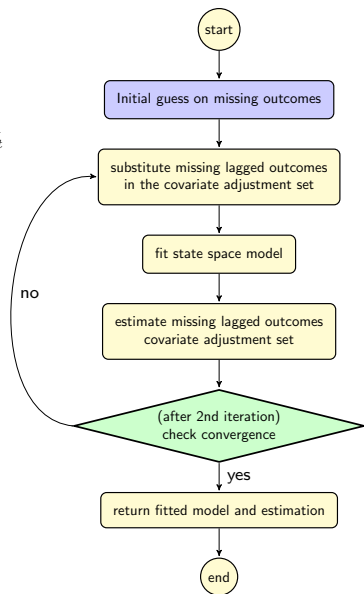 start
Initial guess on missing outcomes
substitute missing lagged outcomes
in the covariate adjustment set
fit state space model
no
estimate missing lagged outcomes
covariate adjustment set
(after 2nd iteration)
check convergence
yes
return fitted model and estimation
end